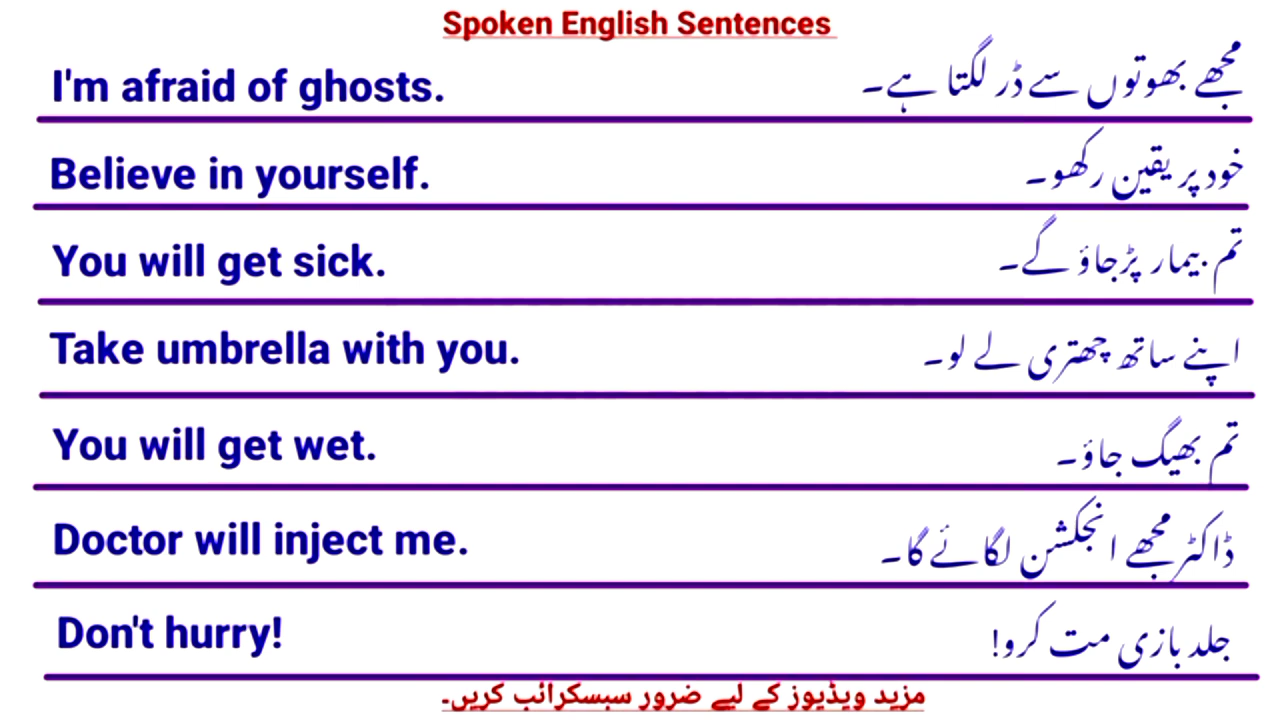 Spoken English Sentences
I'm afraid of ghosts. مجھے بھوتوں سے ڈر لگتا ہے۔
Believe in yourself. خود پر یقین رکھو۔
You will get sick. تم بیمار پڑجاؤ گے۔
Take umbrella with you. اپنے ساتھ چھتری لے لو۔
You will get wet. تم بھیگ جاؤ۔
Doctor will inject me. ڈاکٹر مجھے انجکشن لگائے گا۔
Don't hurry! جلد بازی مت کرو!
مزید ویڈیوز کے لیے ضرور سبسکرائب کریں۔